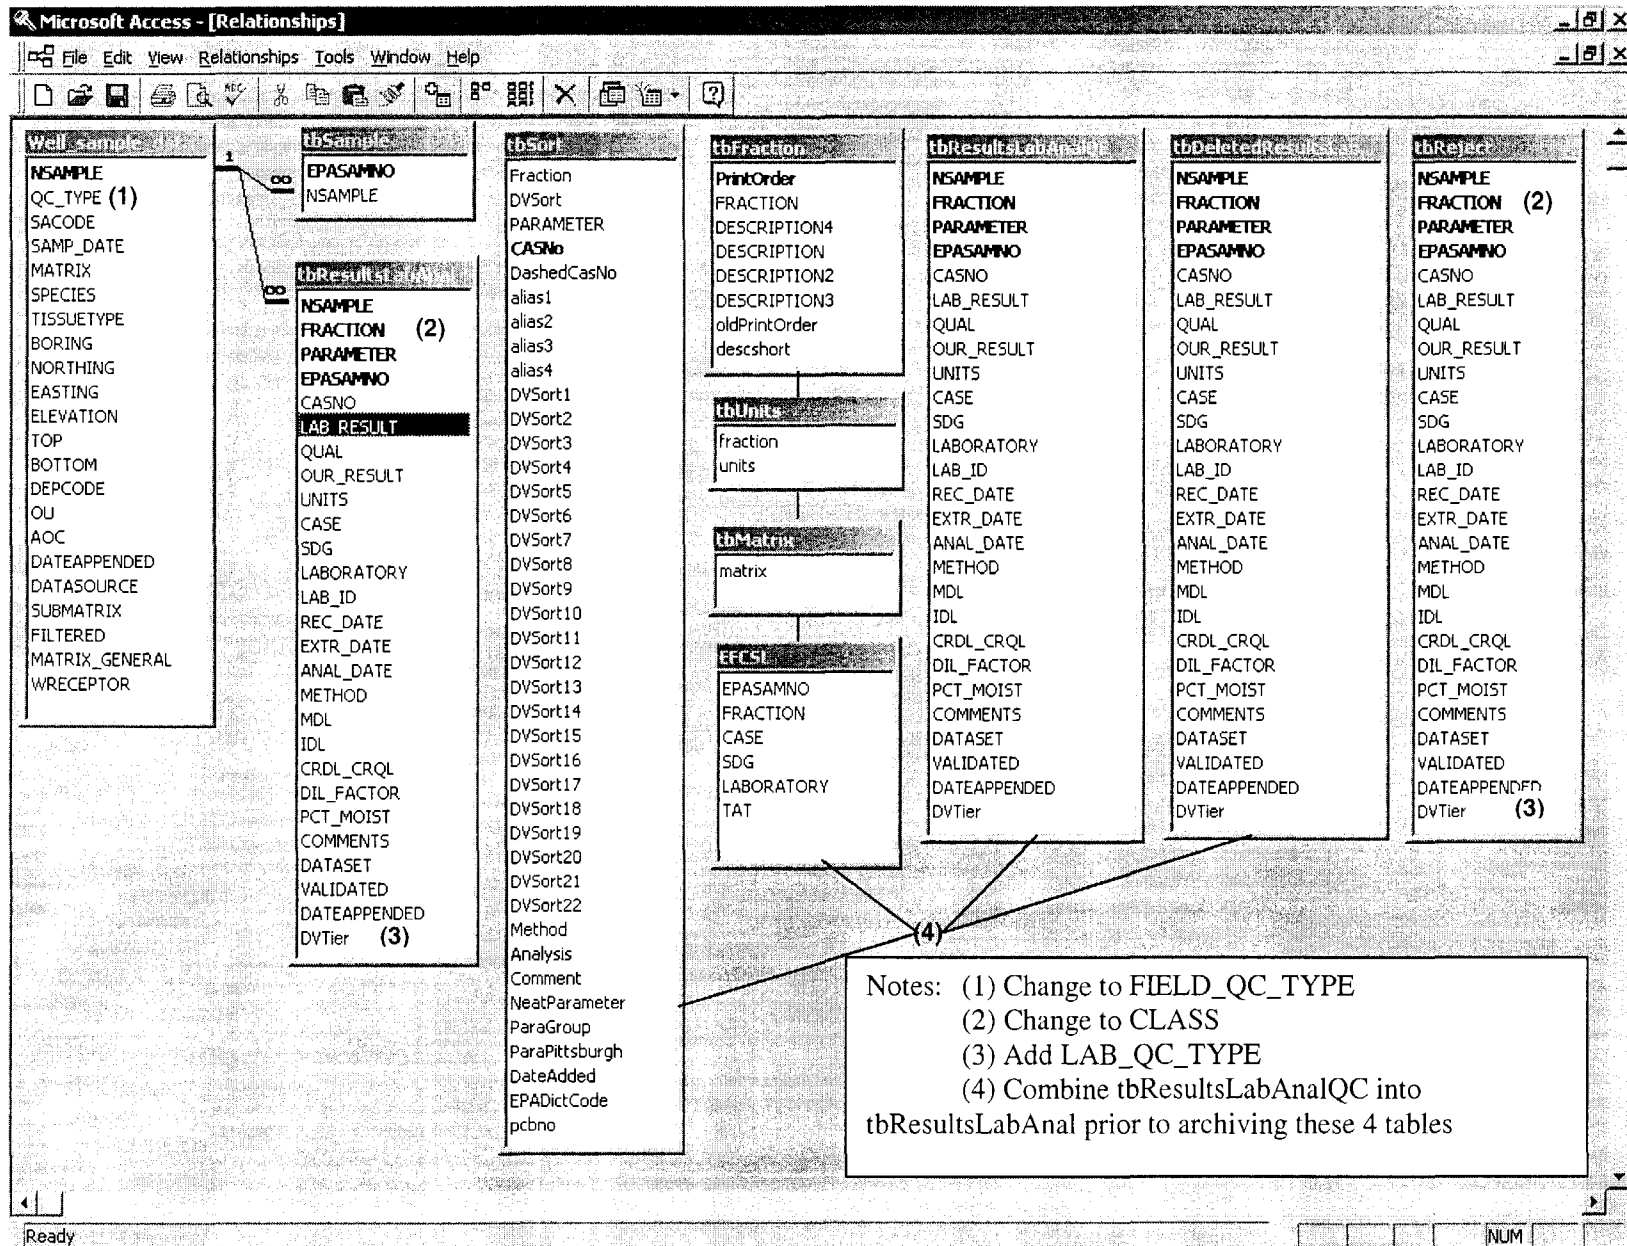 Microsoft Access - [Relationships]
File Edit View Relationships Tools Window Help
Well_sample
NSAMPLE
QC_TYPE (1)
SACODE
SAMP_DATE
MATRIX
SPECIES
TISSUETYPE
BORING
NORTHING
EASTING
ELEVATION
TOP
BOTTOM
DEPCODE
OU
AOC
DATEAPPENDED
DATASOURCE
SUBMATRIX
FILTERED
MATRIX_GENERAL
WRECEPTOR
1
∞
∞
tbSample
EPASAMNO
NSAMPLE
tbResultsLabAnal
NSAMPLE
FRACTION (2)
PARAMETER
EPASAMNO
CASNO
LAB_RESULT
QUAL
OUR_RESULT
UNITS
CASE
SDG
LABORATORY
LAB_ID
REC_DATE
EXTR_DATE
ANAL_DATE
METHOD
MDL
IDL
CRDL_CRQL
DIL_FACTOR
PCT_MOIST
COMMENTS
DATASET
VALIDATED
DATEAPPENDED
DVTier (3)
tbSort
Fraction
DVSort
PARAMETER
CASNo
DashedCasNo
alias1
alias2
alias3
alias4
DVSort1
DVSort2
DVSort3
DVSort4
DVSort5
DVSort6
DVSort7
DVSort8
DVSort9
DVSort10
DVSort11
DVSort12
DVSort13
DVSort14
DVSort15
DVSort16
DVSort17
DVSort18
DVSort19
DVSort20
DVSort21
DVSort22
Method
Analysis
Comment
NeatParameter
ParaGroup
ParaPittsburgh
DateAdded
EPADictCode
pcbno
tbFraction
PrintOrder
FRACTION
DESCRIPTION4
DESCRIPTION
DESCRIPTION2
DESCRIPTION3
oldPrintOrder
descshort
tbUnits
fraction
units
tbMatrix
matrix
EFCSL
EPASAMNO
FRACTION
CASE
SDG
LABORATORY
TAT
tbResultsLabAnalQC
NSAMPLE
FRACTION
PARAMETER
EPASAMNO
CASNO
LAB_RESULT
QUAL
OUR_RESULT
UNITS
CASE
SDG
LABORATORY
LAB_ID
REC_DATE
EXTR_DATE
ANAL_DATE
METHOD
MDL
IDL
CRDL_CRQL
DIL_FACTOR
PCT_MOIST
COMMENTS
DATASET
VALIDATED
DATEAPPENDED
DVTier
tbDeletedResultsLab
NSAMPLE
FRACTION
PARAMETER
EPASAMNO
CASNO
LAB_RESULT
QUAL
OUR_RESULT
UNITS
CASE
SDG
LABORATORY
LAB_ID
REC_DATE
EXTR_DATE
ANAL_DATE
METHOD
MDL
IDL
CRDL_CRQL
DIL_FACTOR
PCT_MOIST
COMMENTS
DATASET
VALIDATED
DATEAPPENDED
DVTier
tbReject
NSAMPLE
FRACTION (2)
PARAMETER
EPASAMNO
CASNO
LAB_RESULT
QUAL
OUR_RESULT
UNITS
CASE
SDG
LABORATORY
LAB_ID
REC_DATE
EXTR_DATE
ANAL_DATE
METHOD
MDL
IDL
CRDL_CRQL
DIL_FACTOR
PCT_MOIST
COMMENTS
DATASET
VALIDATED
DATEAPPENDED
DVTier (3)
(4)
Notes: (1) Change to FIELD_QC_TYPE
(2) Change to CLASS
(3) Add LAB_QC_TYPE
(4) Combine tbResultsLabAnalQC into
tbResultsLabAnal prior to archiving these 4 tables
Ready
NUM